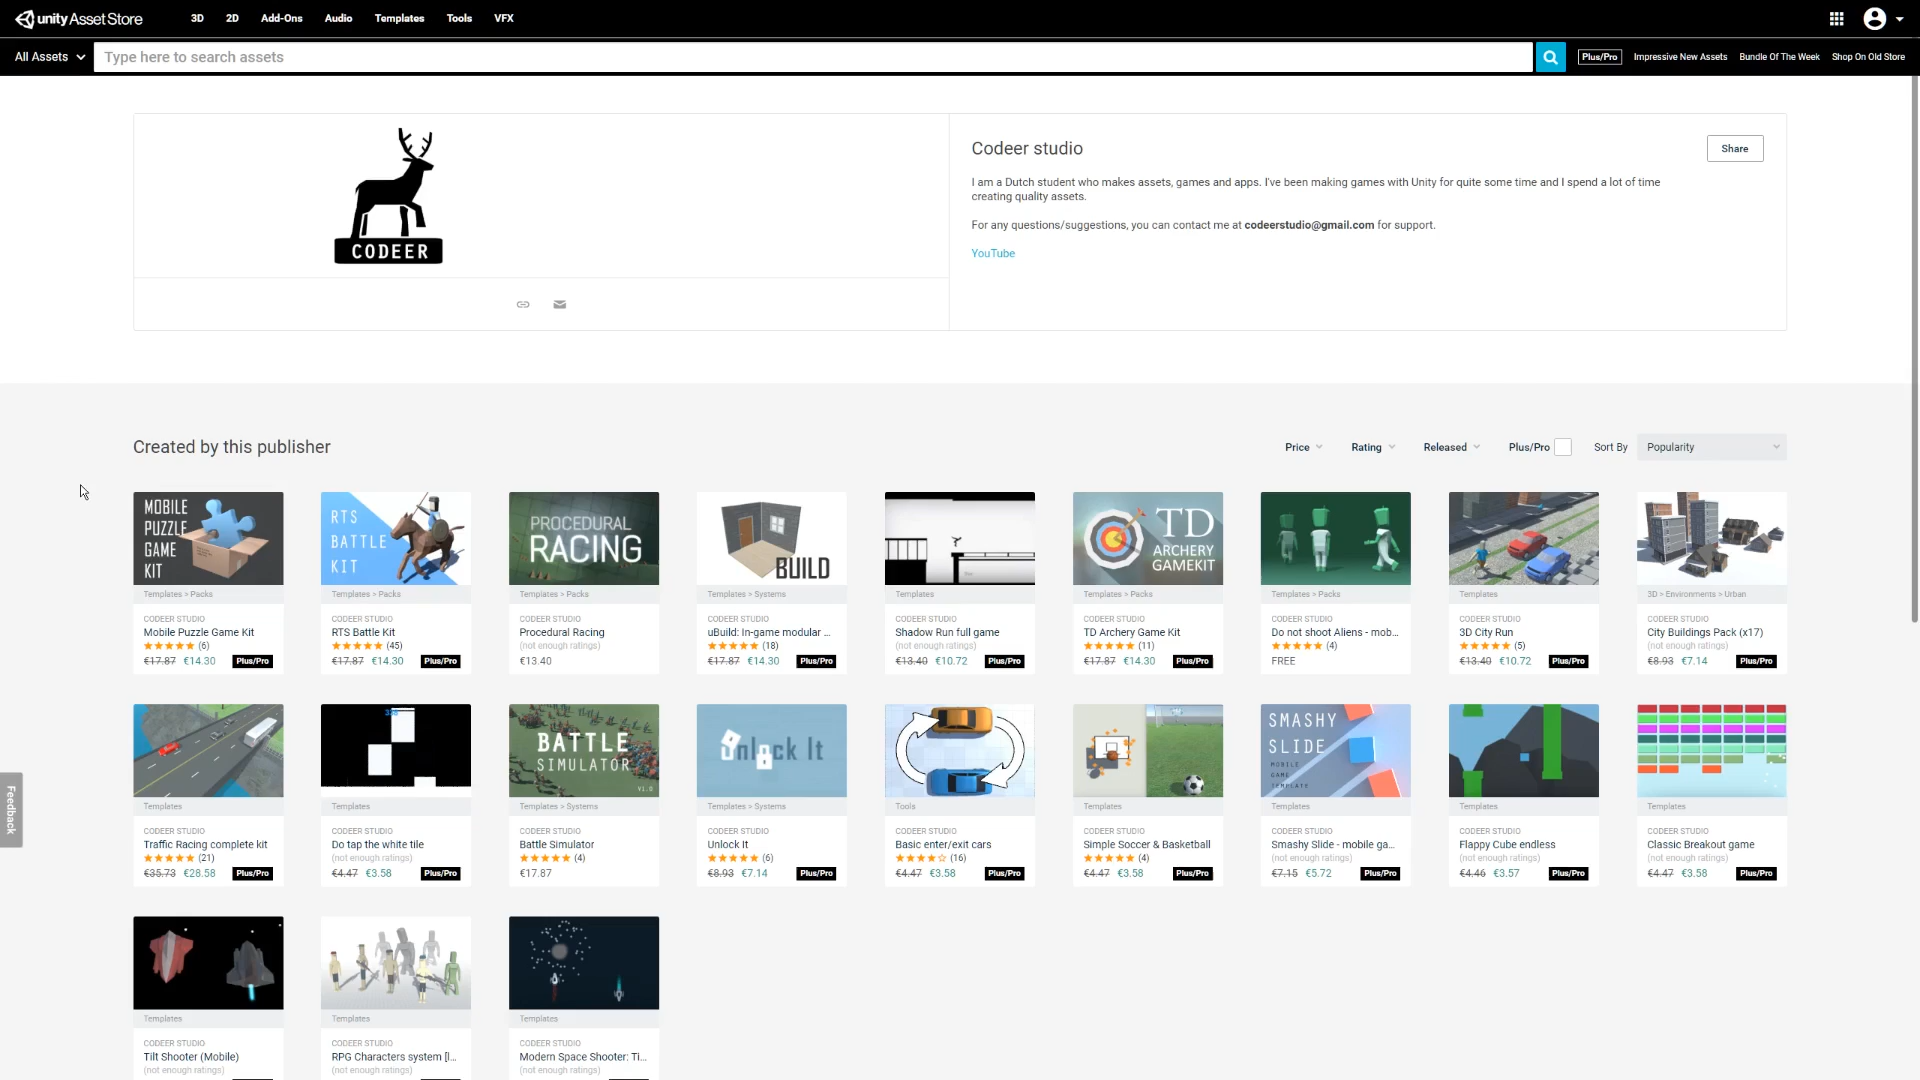 unity Asset Store
3D 2D Add-Ons Audio Templates Tools VFX
All Assets
Type here to search assets
Plus/Pro Impressive New Assets Bundle Of The Week Shop On Old Store
CODEER
Codeer studio
Share
I am a Dutch student who makes assets, games and apps. I've been making games with Unity for quite some time and I spend a lot of time
creating quality assets.
For any questions/suggestions, you can contact me at codeerstudio@gmail.com for support.
YouTube
Created by this publisher
Price Rating Released Plus/Pro Sort By Popularity
MOBILE
PUZZLE
GAME
KIT
Templates > Packs
CODEER STUDIO
Mobile Puzzle Game Kit
(6)
€17.87 €14.30 Plus/Pro
RTS
BATTLE
KIT
Templates > Packs
CODEER STUDIO
RTS Battle Kit
(45)
€17.87 €14.30 Plus/Pro
PROCEDURAL
RACING
Templates > Packs
CODEER STUDIO
Procedural Racing
(not enough ratings)
€13.40
BUILD
Templates > Systems
CODEER STUDIO
uBuild: In-game modular ...
(18)
€17.87 €14.30 Plus/Pro
Templates
CODEER STUDIO
Shadow Run full game
(not enough ratings)
€13.40 €10.72 Plus/Pro
TD
ARCHERY
GAMEKIT
Templates > Packs
CODEER STUDIO
TD Archery Game Kit
(11)
€17.87 €14.30 Plus/Pro
Templates > Packs
CODEER STUDIO
Do not shoot Aliens - mob...
(4)
FREE
Templates
CODEER STUDIO
3D City Run
(5)
€13.40 €10.72 Plus/Pro
3D > Environments > Urban
CODEER STUDIO
City Buildings Pack (x17)
(not enough ratings)
€8.93 €7.14 Plus/Pro
Templates
CODEER STUDIO
Traffic Racing complete kit
(21)
€35.73 €28.58 Plus/Pro
Templates
CODEER STUDIO
Do tap the white tile
(not enough ratings)
€4.47 €3.58 Plus/Pro
BATTLE
SIMULATOR
V1.0
Templates > Systems
CODEER STUDIO
Battle Simulator
(4)
€17.87
Unlock It
Templates > Systems
CODEER STUDIO
Unlock It
(6)
€8.93 €7.14 Plus/Pro
Tools
CODEER STUDIO
Basic enter/exit cars
(16)
€4.47 €3.58 Plus/Pro
Templates
CODEER STUDIO
Simple Soccer & Basketball
(4)
€4.47 €3.58 Plus/Pro
SMASHY
SLIDE
MOBILE
GAME
TEMPLATE
Templates
CODEER STUDIO
Smashy Slide - mobile ga...
(not enough ratings)
€7.15 €5.72 Plus/Pro
Templates
CODEER STUDIO
Flappy Cube endless
(not enough ratings)
€4.46 €3.57 Plus/Pro
Templates
CODEER STUDIO
Classic Breakout game
(not enough ratings)
€4.47 €3.58 Plus/Pro
Feedback
Templates
CODEER STUDIO
Tilt Shooter (Mobile)
(not enough ratings)
Templates
CODEER STUDIO
RPG Characters system [l...
(not enough ratings)
Templates
CODEER STUDIO
Modern Space Shooter: Ti...
(not enough ratings)